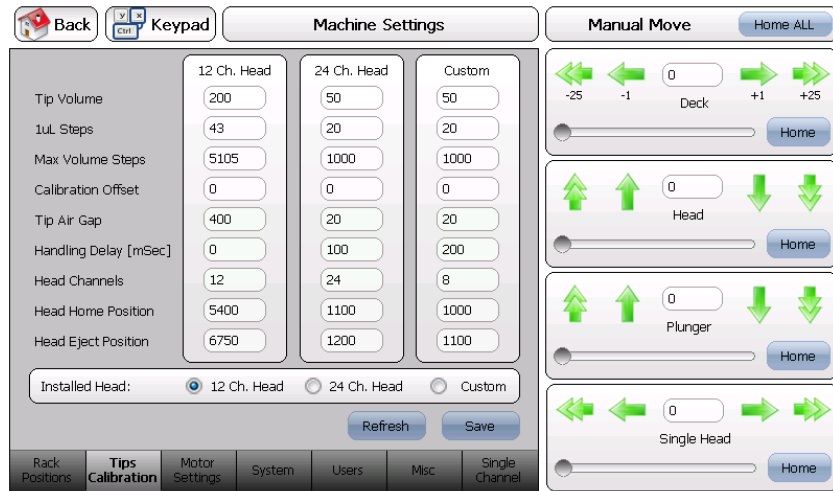 Back
y x Ctrl Keypad
Machine Settings
12 Ch. Head 24 Ch. Head Custom
Tip Volume 200 50 50
1uL Steps 43 20 20
Max Volume Steps 5105 1000 1000
Calibration Offset 0 0 0
Tip Air Gap 400 20 20
Handling Delay [mSec] 0 100 200
Head Channels 12 24 8
Head Home Position 5400 1100 1000
Head Eject Position 6750 1200 1100
Installed Head: 12 Ch. Head 24 Ch. Head Custom
Refresh Save
Rack Positions
Tips Calibration
Motor Settings
System
Users
Misc
Single Channel
Manual Move Home ALL
0
-25 -1 Deck +1 +25
Home
0
Head
Home
0
Plunger
Home
0
Single Head
Home